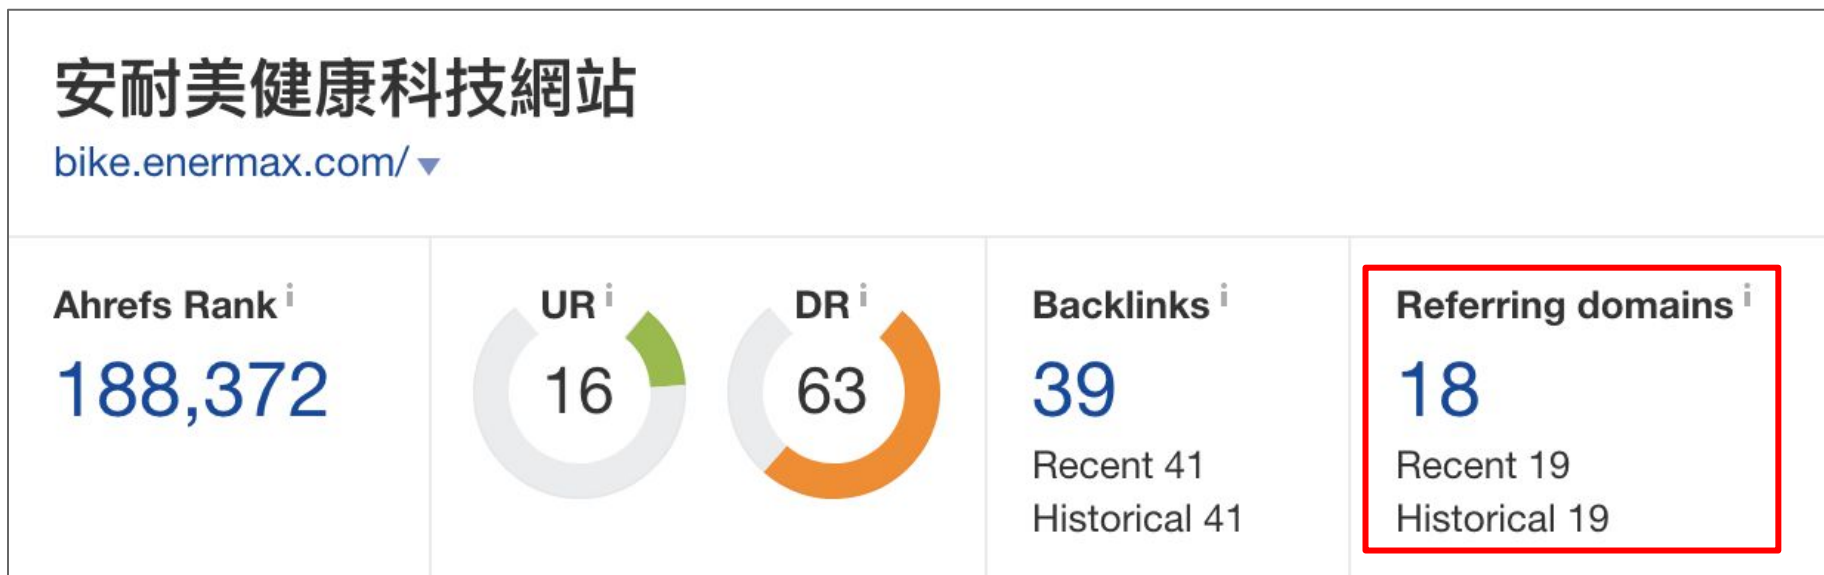 安耐美健康科技網站
bike.enermax.com/
Ahrefs Rank i
188,372
UR i
16
DR i
63
Backlinks i
39
Recent 41
Historical 41
Referring domains i
18
Recent 19
Historical 19